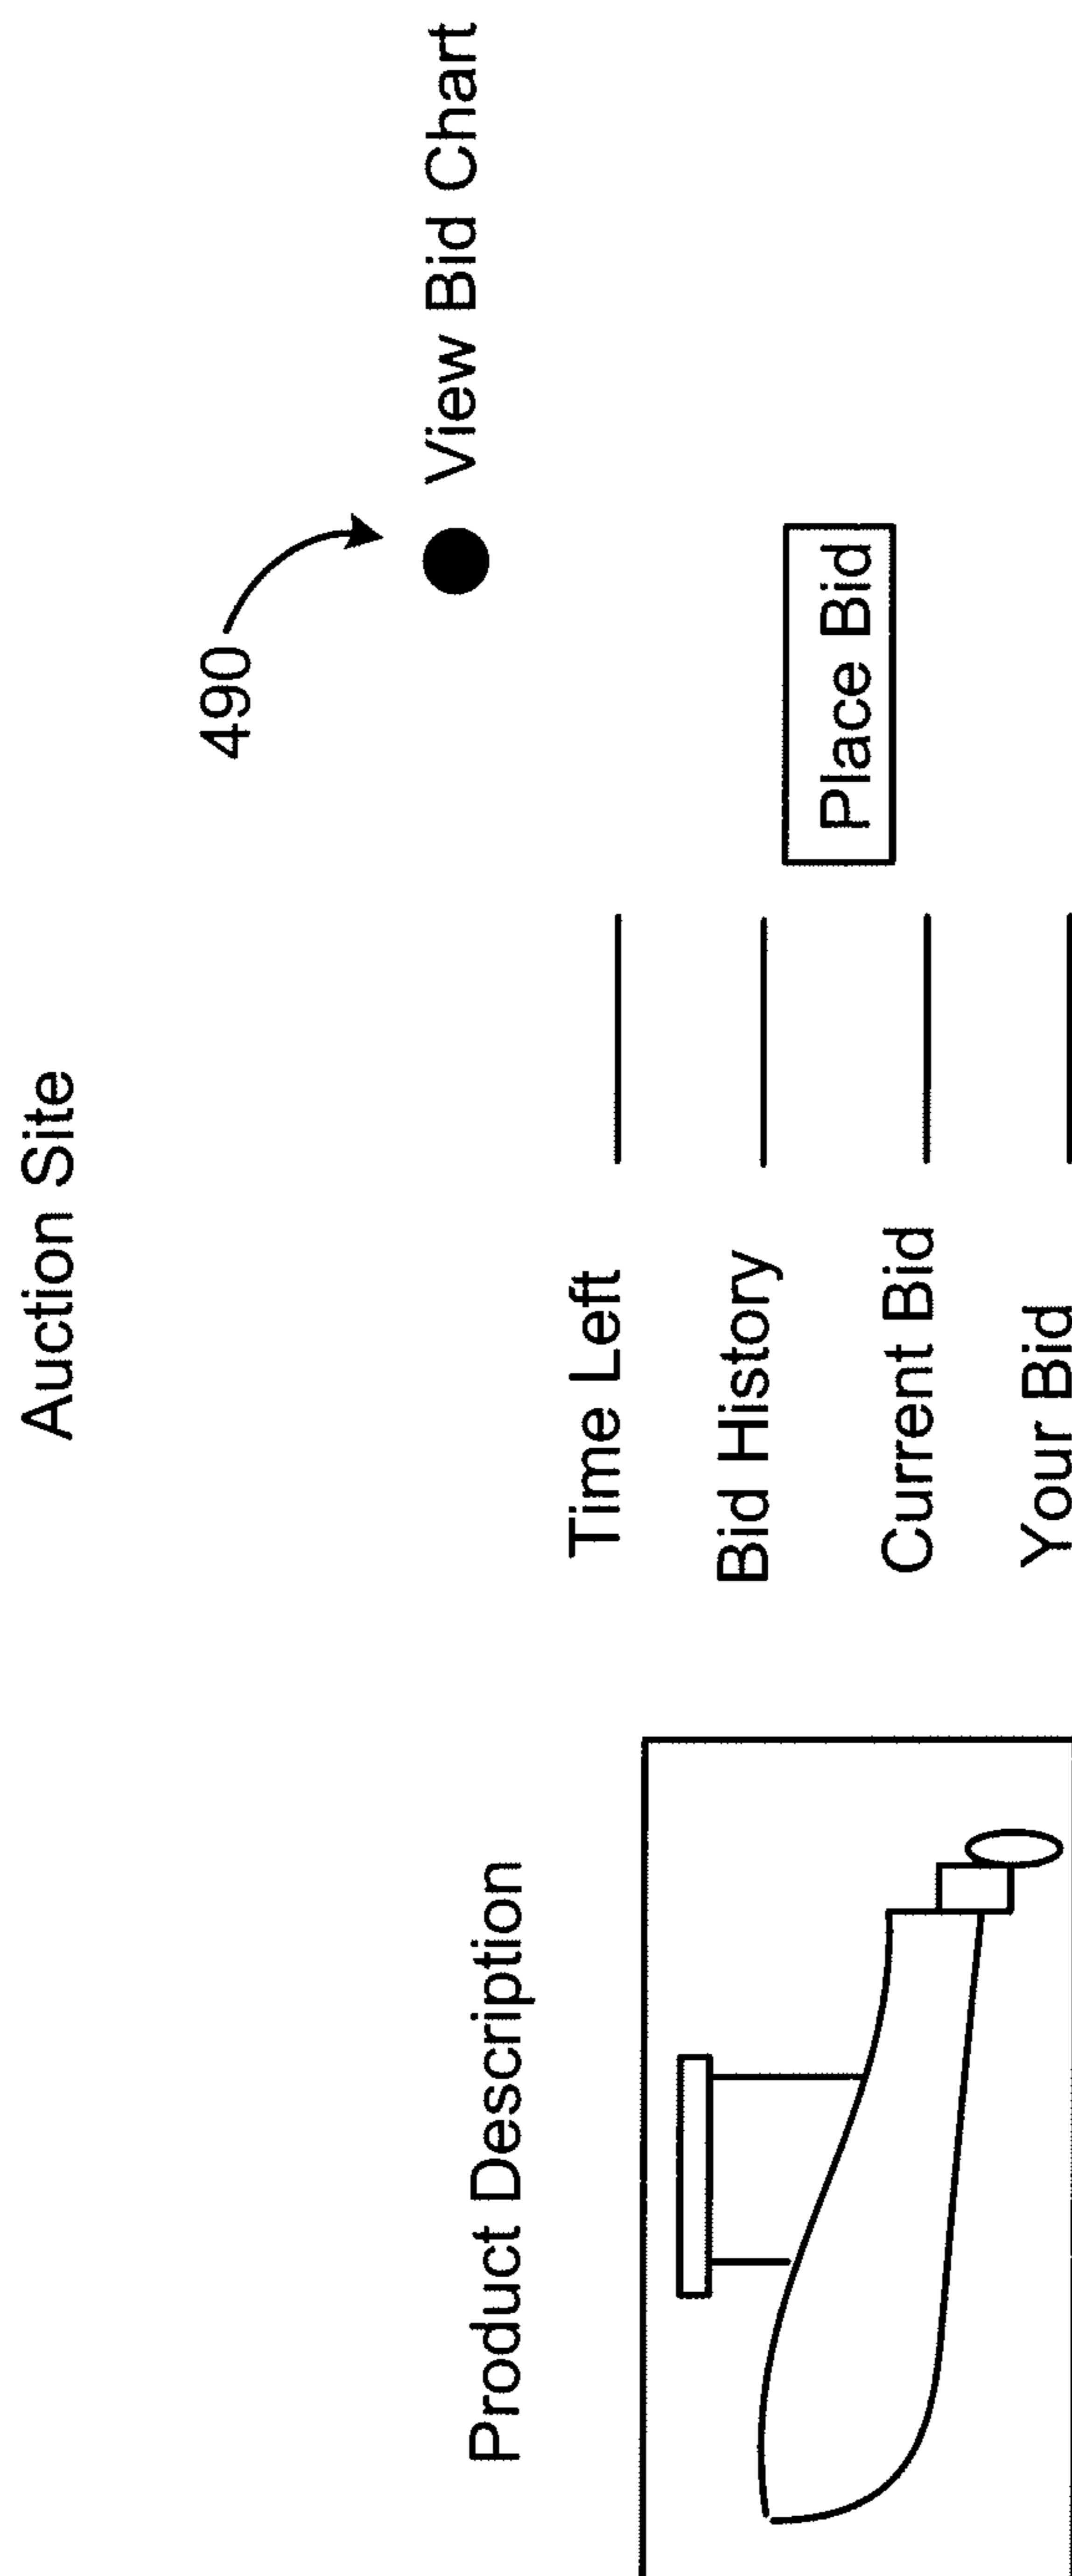 Auction Site
490
View Bid Chart
Product Description
Time Left
Bid History
Place Bid
Current Bid
Your Bid